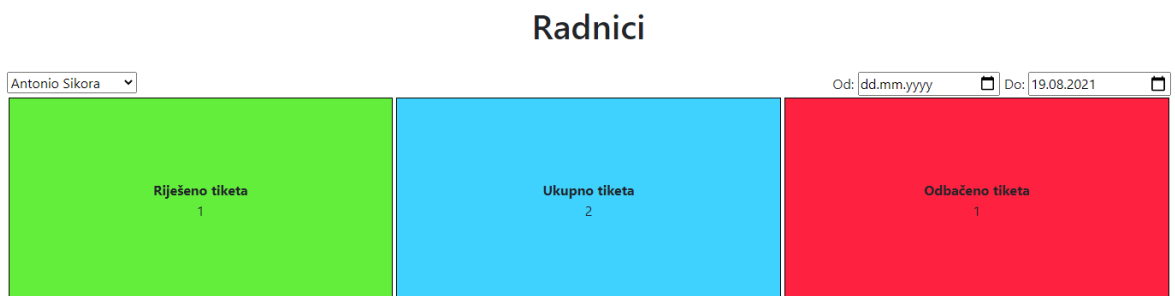 Radnici
Antonio Sikora
Od: dd.mm.yyyy Do: 19.08.2021
Riješeno tiketa
1
Ukupno tiketa
2
Odbačeno tiketa
1